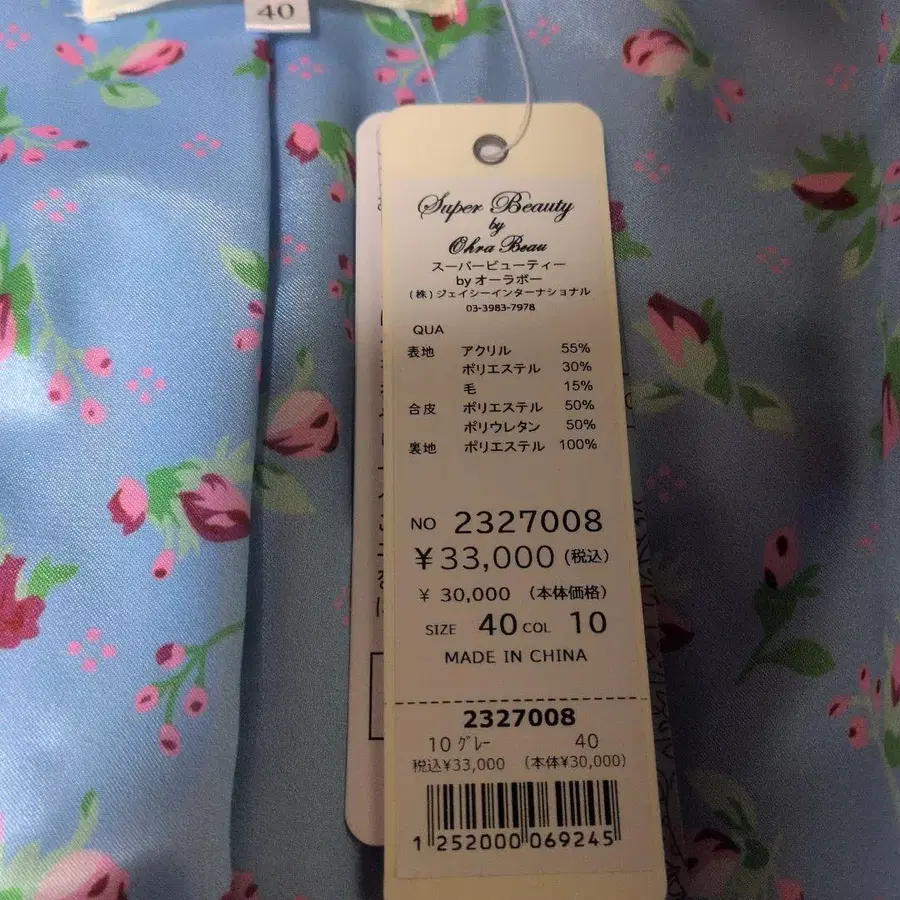 40
Super Beauty
by
Ohra Beau
スーパービューティー
by オーラボー
(株)ジェイシーインターナショナル
03-3983-7978
QUA
表地 アクリル 55%
ポリエステル 30%
毛 15%
合皮 ポリエステル 50%
ポリウレタン 50%
裏地 ポリエステル 100%
NO 2327008
¥33,000 (税込)
¥ 30,000 (本体価格)
SIZE 40 COL 10
MADE IN CHINA
2327008
10 グレー 40
税込¥33,000 (本体¥30,000)
1 252000 069245